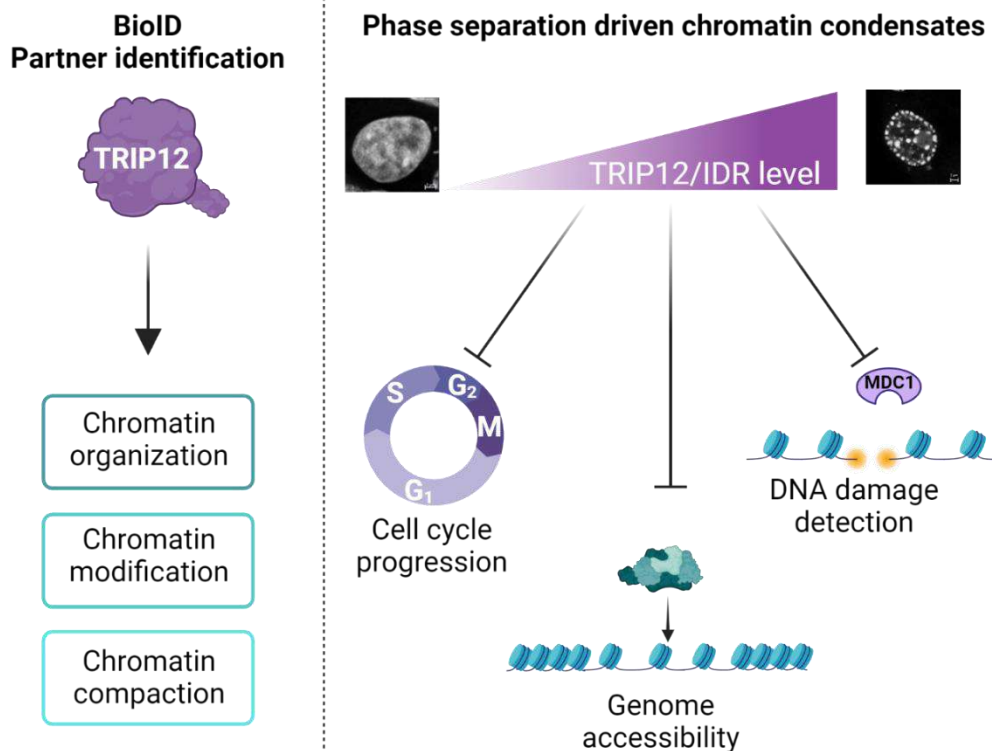 BioID
Partner identification
TRIP12
Chromatin
organization
Chromatin
modification
Chromatin
compaction
Phase separation driven chromatin condensates
TRIP12/IDR level
S
G₂
M
G₁
Cell cycle
progression
MDC1
DNA damage
detection
Genome
accessibility